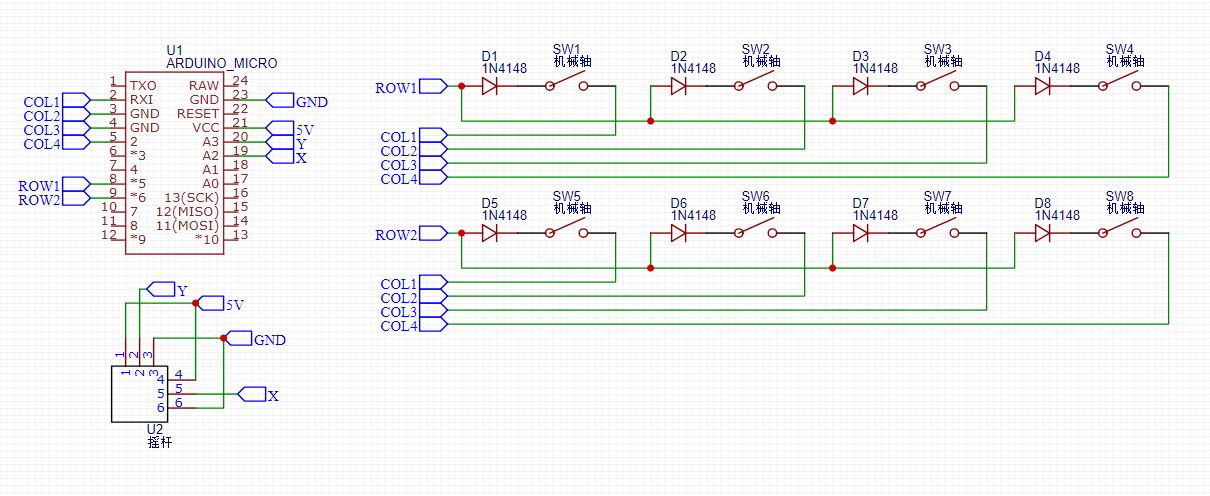 U1
ARDUINO_MICRO
1 TXO RAW 24
COL1 2 RXI GND 23 GND
COL2 3 GND RESET 22
COL3 4 GND VCC 21 5V
COL4 5 2 A3 20 Y
6 *3 A2 19 X
7 4 A1 18
ROW1 8 *5 A0 17
ROW2 9 *6 13(SCK) 16
10 7 12(MISO) 15
11 8 11(MOSI) 14
12 *9 *10 13
Y
5V
GND
1 2 3
1 2 3
4 4
5 5 X
6 6
U2
摇杆
D1 SW1 D2 SW2 D3 SW3 D4 SW4
1N4148 机械轴 1N4148 机械轴 1N4148 机械轴 1N4148 机械轴
ROW1
COL1
COL2
COL3
COL4
D5 SW5 D6 SW6 D7 SW7 D8 SW8
1N4148 机械轴 1N4148 机械轴 1N4148 机械轴 1N4148 机械轴
ROW2
COL1
COL2
COL3
COL4